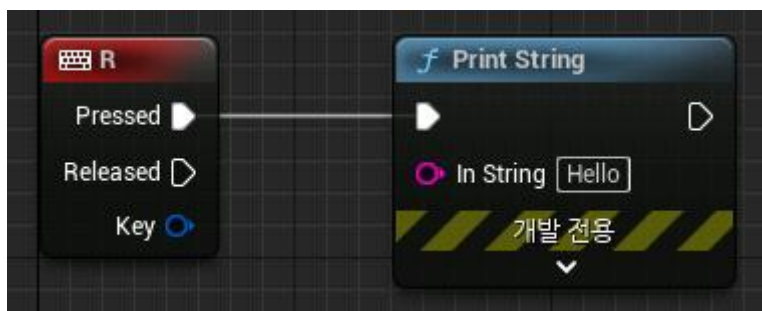 R
Pressed
Released
Key
f Print String
In String Hello
개발 전용